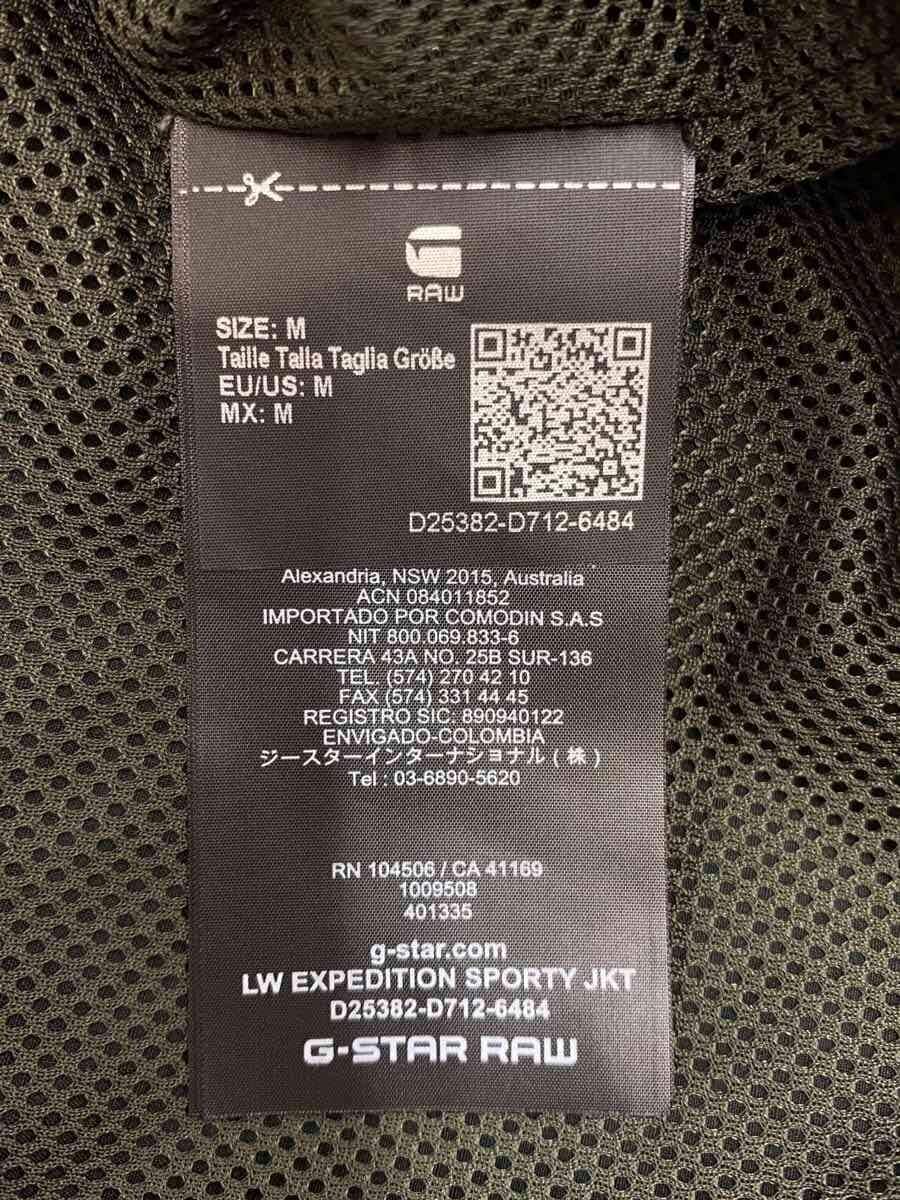 RAW
SIZE: M
Taille Talla Taglia Größe
EU/US: M
MX: M
D25382-D712-6484
Alexandria, NSW 2015, Australia
ACN 084011852
IMPORTADO POR COMODIN S.A.S
NIT 800.069.833-6
CARRERA 43A NO. 25B SUR-136
TEL. (574) 270 42 10
FAX (574) 331 44 45
REGISTRO SIC: 890940122
ENVIGADO-COLOMBIA
ジースターインターナショナル (株)
Tel : 03-6890-5620
RN 104506 / CA 41169
1009508
401335
g-star.com
LW EXPEDITION SPORTY JKT
D25382-D712-6484
G-STAR RAW